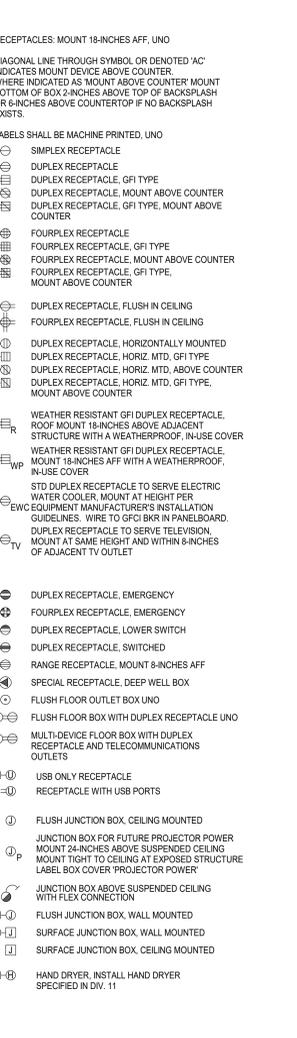 ECEPTACLES: MOUNT 18-INCHES AFF, UNO
IAGONAL LINE THROUGH SYMBOL OR DENOTED 'AC'
NDICATES MOUNT DEVICE ABOVE COUNTER.
WHERE INDICATED AS 'MOUNT ABOVE COUNTER' MOUNT
OTTOM OF BOX 2-INCHES ABOVE TOP OF BACKSPLASH
R 6-INCHES ABOVE COUNTERTOP IF NO BACKSPLASH
XISTS.
ABELS SHALL BE MACHINE PRINTED, UNO
SIMPLEX RECEPTACLE
DUPLEX RECEPTACLE
DUPLEX RECEPTACLE, GFI TYPE
DUPLEX RECEPTACLE, MOUNT ABOVE COUNTER
DUPLEX RECEPTACLE, GFI TYPE, MOUNT ABOVE
COUNTER
FOURPLEX RECEPTACLE
FOURPLEX RECEPTACLE, GFI TYPE
FOURPLEX RECEPTACLE, MOUNT ABOVE COUNTER
FOURPLEX RECEPTACLE, GFI TYPE,
MOUNT ABOVE COUNTER
DUPLEX RECEPTACLE, FLUSH IN CEILING
FOURPLEX RECEPTACLE, FLUSH IN CEILING
DUPLEX RECEPTACLE, HORIZONTALLY MOUNTED
DUPLEX RECEPTACLE, HORIZ. MTD, GFI TYPE
DUPLEX RECEPTACLE, HORIZ. MTD, ABOVE COUNTER
DUPLEX RECEPTACLE, HORIZ. MTD, GFI TYPE,
MOUNT ABOVE COUNTER
WEATHER RESISTANT GFI DUPLEX RECEPTACLE,
R ROOF MOUNT 18-INCHES ABOVE ADJACENT
STRUCTURE WITH A WEATHERPROOF, IN-USE COVER
WEATHER RESISTANT GFI DUPLEX RECEPTACLE,
WP MOUNT 18-INCHES AFF WITH A WEATHERPROOF,
IN-USE COVER
STD DUPLEX RECEPTACLE TO SERVE ELECTRIC
WATER COOLER, MOUNT AT HEIGHT PER
EWC EQUIPMENT MANUFACTURER'S INSTALLATION
GUIDELINES. WIRE TO GFCI BKR IN PANELBOARD.
DUPLEX RECEPTACLE TO SERVE TELEVISION,
TV MOUNT AT SAME HEIGHT AND WITHIN 8-INCHES
OF ADJACENT TV OUTLET
DUPLEX RECEPTACLE, EMERGENCY
FOURPLEX RECEPTACLE, EMERGENCY
DUPLEX RECEPTACLE, LOWER SWITCH
DUPLEX RECEPTACLE, SWITCHED
RANGE RECEPTACLE, MOUNT 8-INCHES AFF
SPECIAL RECEPTACLE, DEEP WELL BOX
FLUSH FLOOR OUTLET BOX UNO
FLUSH FLOOR BOX WITH DUPLEX RECEPTACLE UNO
MULTI-DEVICE FLOOR BOX WITH DUPLEX
RECEPTACLE AND TELECOMMUNICATIONS
OUTLETS
U USB ONLY RECEPTACLE
U RECEPTACLE WITH USB PORTS
J FLUSH JUNCTION BOX, CEILING MOUNTED
JUNCTION BOX FOR FUTURE PROJECTOR POWER
J P MOUNT 24-INCHES ABOVE SUSPENDED CEILING
MOUNT TIGHT TO CEILING AT EXPOSED STRUCTURE
LABEL BOX COVER 'PROJECTOR POWER'
JUNCTION BOX ABOVE SUSPENDED CEILING
WITH FLEX CONNECTION
J FLUSH JUNCTION BOX, WALL MOUNTED
J SURFACE JUNCTION BOX, WALL MOUNTED
J SURFACE JUNCTION BOX, CEILING MOUNTED
H HAND DRYER, INSTALL HAND DRYER
SPECIFIED IN DIV. 11